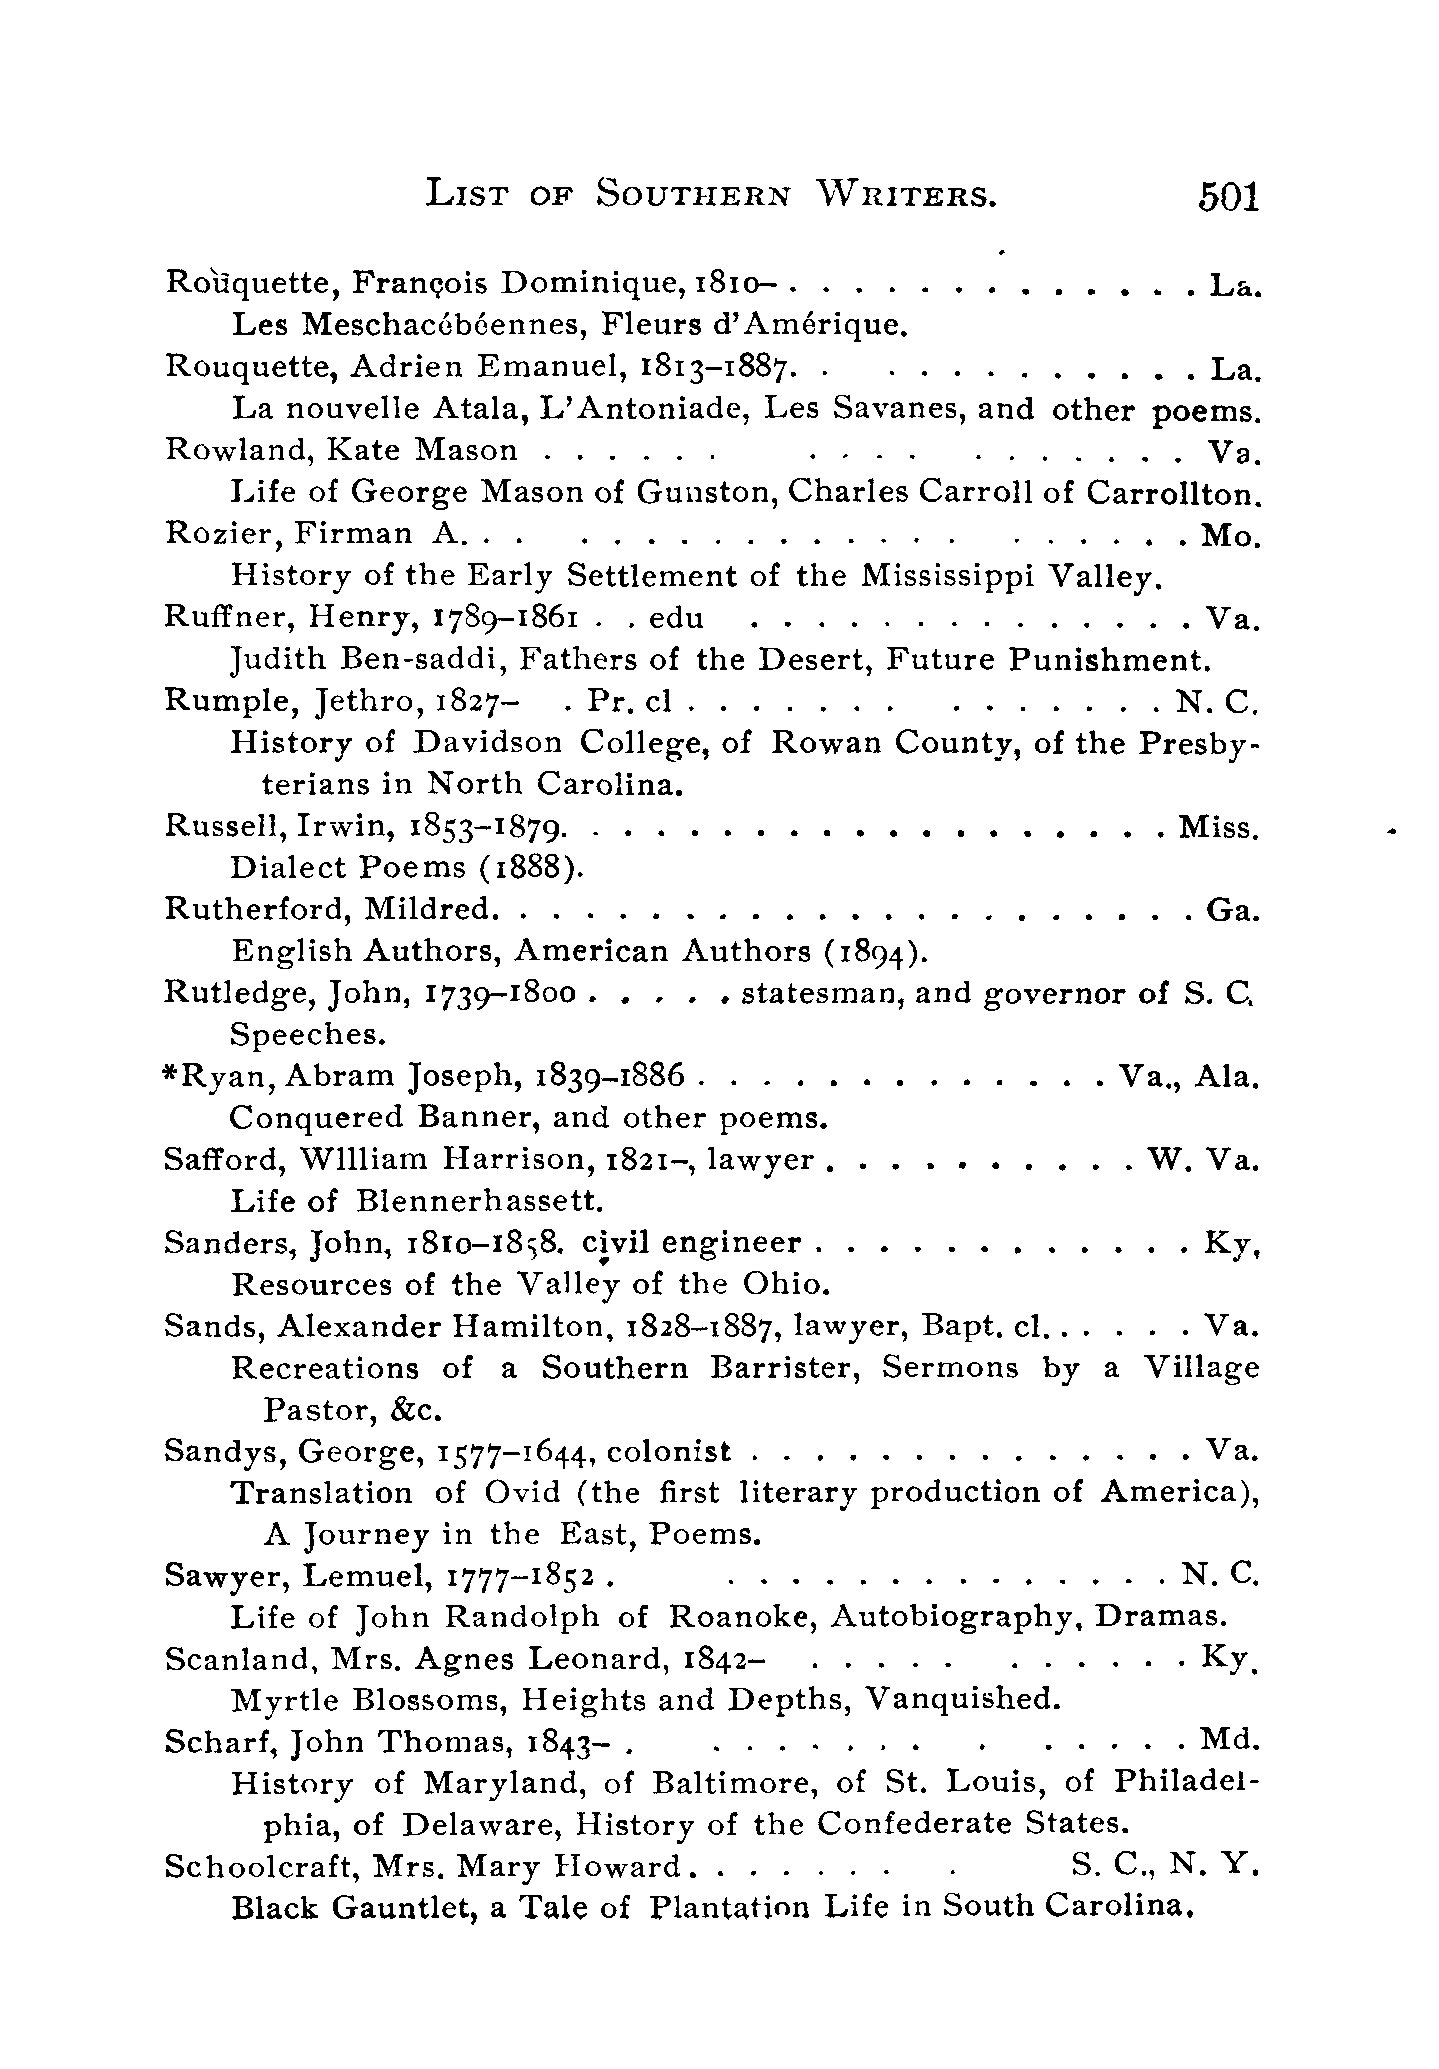 LIST OF SOUTHERN WRITERS. 501
Rouquette, François Dominique, 1810– . . . . . . . . . . . . . La.
Les Meschacébéennes, Fleurs d'Amérique.
Rouquette, Adrien Emanuel, 1813–1887. . . . . . . . . . . . La.
La nouvelle Atala, L'Antoniade, Les Savanes, and other poems.
Rowland, Kate Mason . . . . . . . . . . . . . . . . . Va.
Life of George Mason of Gunston, Charles Carroll of Carrollton.
Rozier, Firman A. . . . . . . . . . . . . . . . . . . . . Mo.
History of the Early Settlement of the Mississippi Valley.
Ruffner, Henry, 1789–1861 . . edu . . . . . . . . . . . . . . Va.
Judith Ben-saddi, Fathers of the Desert, Future Punishment.
Rumple, Jethro, 1827– . Pr. cl . . . . . . . . . . . . . . N. C.
History of Davidson College, of Rowan County, of the Presby-
terians in North Carolina.
Russell, Irwin, 1853–1879. . . . . . . . . . . . . . . . . . . Miss.
Dialect Poems (1888).
Rutherford, Mildred. . . . . . . . . . . . . . . . . . . . . . Ga.
English Authors, American Authors (1894).
Rutledge, John, 1739–1800 . . . . . statesman, and governor of S. C.
Speeches.
*Ryan, Abram Joseph, 1839–1886 . . . . . . . . . . . . . Va., Ala.
Conquered Banner, and other poems.
Safford, WIlliam Harrison, 1821–, lawyer . . . . . . . . . . W. Va.
Life of Blennerhassett.
Sanders, John, 1810–1858. civil engineer . . . . . . . . . . . . Ky.
Resources of the Valley of the Ohio.
Sands, Alexander Hamilton, 1828–1887, lawyer, Bapt. cl. . . . . . Va.
Recreations of a Southern Barrister, Sermons by a Village
Pastor, &c.
Sandys, George, 1577–1644, colonist . . . . . . . . . . . . . . Va.
Translation of Ovid (the first literary production of America),
A Journey in the East, Poems.
Sawyer, Lemuel, 1777–1852 . . . . . . . . . . . . . . . N. C.
Life of John Randolph of Roanoke, Autobiography, Dramas.
Scanland, Mrs. Agnes Leonard, 1842– . . . . . . . . . . . Ky.
Myrtle Blossoms, Heights and Depths, Vanquished.
Scharf, John Thomas, 1843– . . . . . . . . . . . . . . Md.
History of Maryland, of Baltimore, of St. Louis, of Philadel-
phia, of Delaware, History of the Confederate States.
Schoolcraft, Mrs. Mary Howard. . . . . . . . S. C., N. Y.
Black Gauntlet, a Tale of Plantation Life in South Carolina.